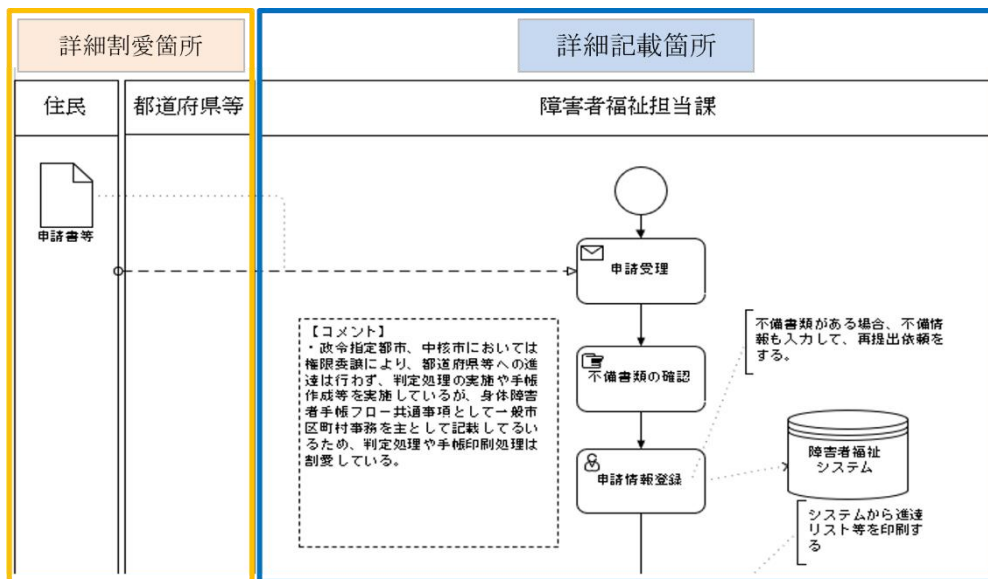 詳細割愛箇所
詳細記載箇所
住民
都道府県等
障害者福祉担当課
申請書等
申請受理
【コメント】
・政令指定都市、中核市においては
権限委譲により、都道府県等への進
達は行わず、判定処理の実施や手帳
作成等を実施しているが、身体障害
者手帳フロー共通事項として一般市
区町村事務を主として記載してるい
るため、判定処理や手帳印刷処理は
割愛している。
不備書類の確認
不備書類がある場合、不備情
報も入力して、再提出依頼を
する。
申請情報登録
障害者福祉
システム
システムから進達
リスト等を印刷す
る